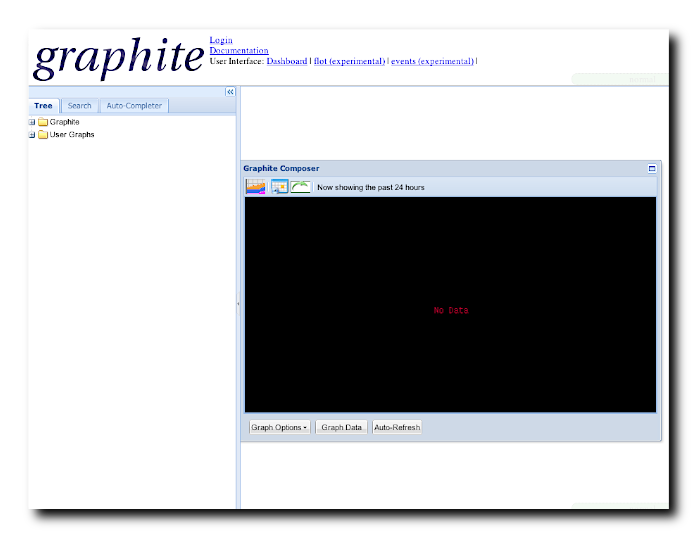 graphite
Login
Documentation
User Interface: Dashboard | flot (experimental) | events (experimental) |
Tree Search Auto-Completer
Graphite
User Graphs
Graphite Composer
Now showing the past 24 hours
No Data
Graph Options Graph Data Auto-Refresh